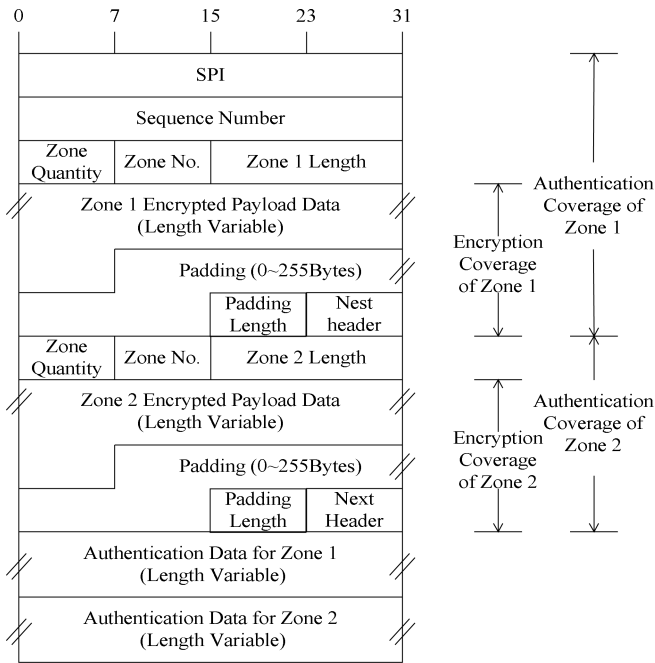 0 7 15 23 31
SPI
Sequence Number
Zone Quantity
Zone No.
Zone 1 Length
Zone 1 Encrypted Payload Data
(Length Variable)
Padding (0~255Bytes)
Padding Length
Nest header
Zone Quantity
Zone No.
Zone 2 Length
Zone 2 Encrypted Payload Data
(Length Variable)
Padding (0~255Bytes)
Padding Length
Next Header
Authentication Data for Zone 1
(Length Variable)
Authentication Data for Zone 2
(Length Variable)
Encryption
Coverage
of Zone 1
Authentication
Coverage of
Zone 1
Encryption
Coverage
of Zone 2
Authentication
Coverage of
Zone 2